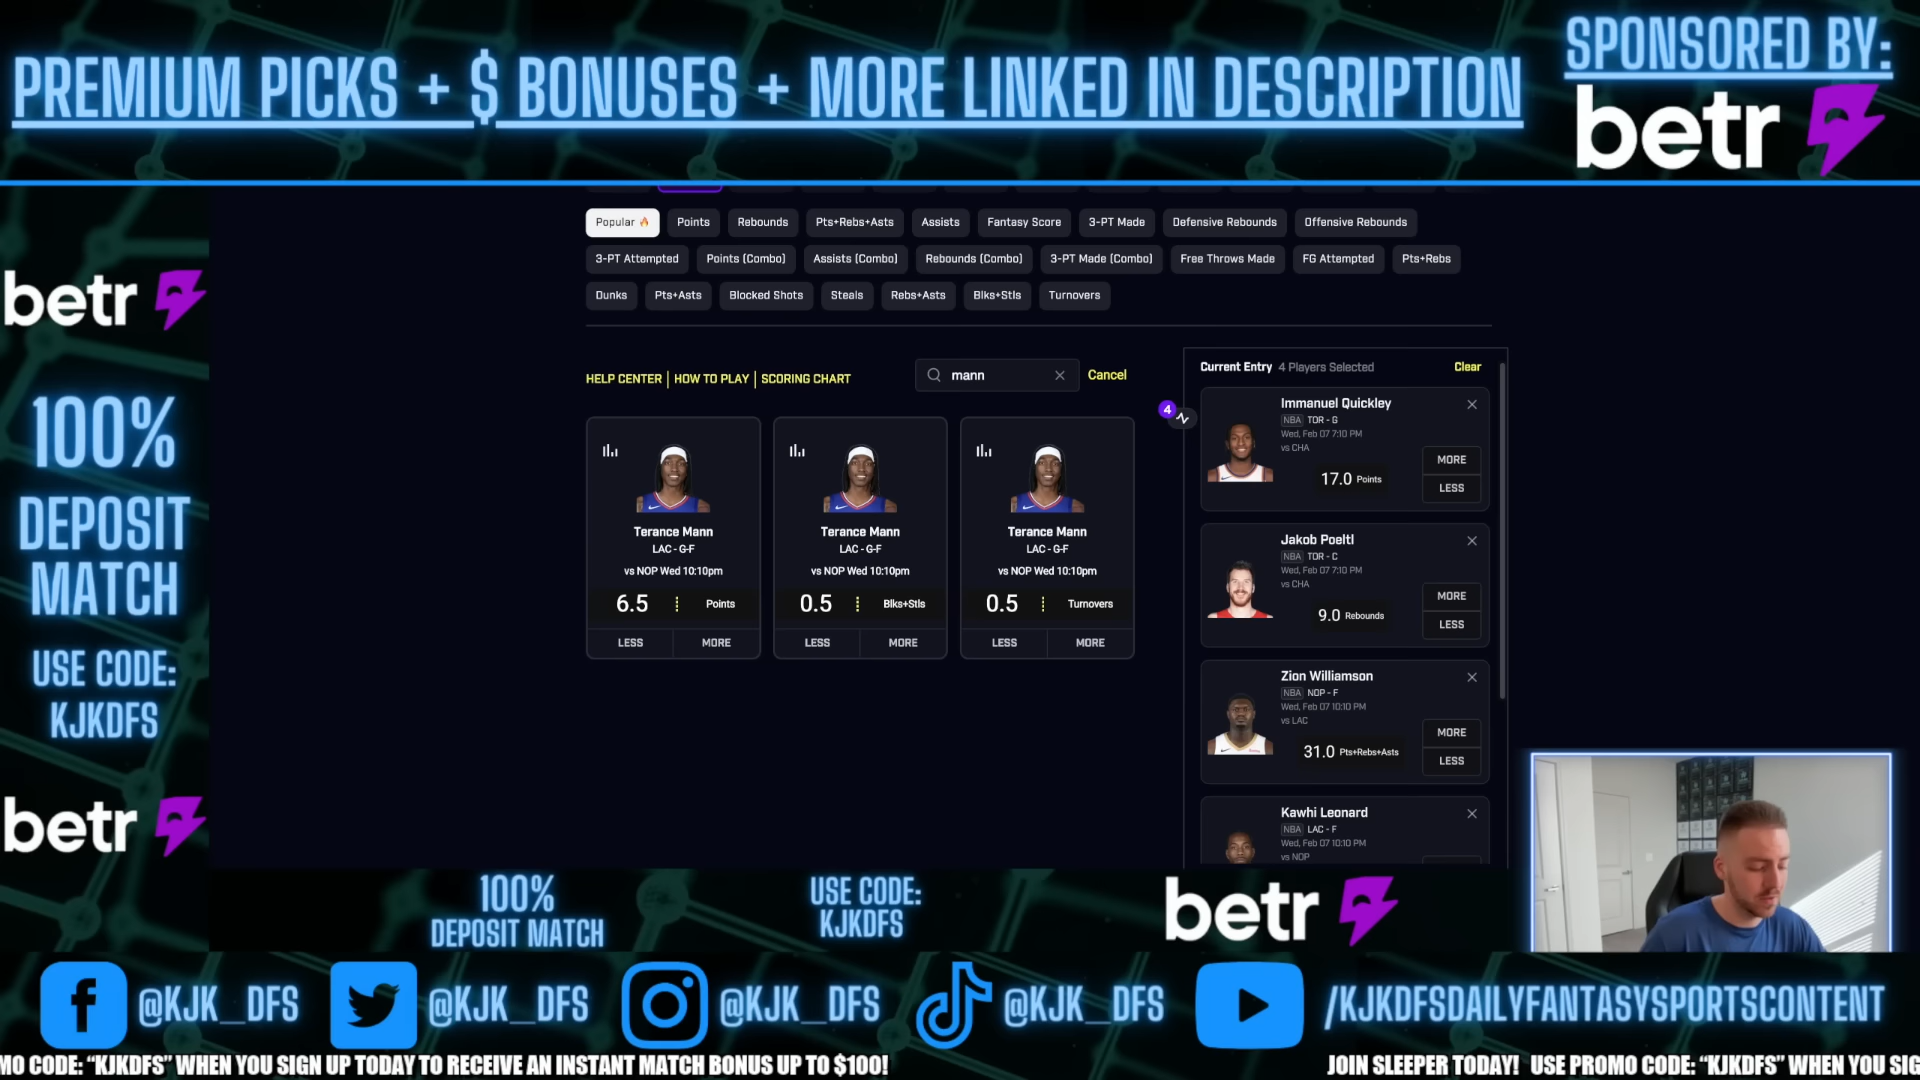 PREMIUM PICKS + $ BONUSES + MORE LINKED IN DESCRIPTION
SPONSORED BY:
betr
Popular 🔥 Points Rebounds Pts+Rebs+Asts Assists Fantasy Score 3-PT Made Defensive Rebounds Offensive Rebounds
3-PT Attempted Points (Combo) Assists (Combo) Rebounds (Combo) 3-PT Made (Combo) Free Throws Made FG Attempted Pts+Rebs
Dunks Pts+Asts Blocked Shots Steals Rebs+Asts Blks+Stls Turnovers
HELP CENTER | HOW TO PLAY | SCORING CHART
mann
Cancel
Terance Mann
LAC - G-F
vs NOP Wed 10:10pm
6.5 Points
LESS MORE
Terance Mann
LAC - G-F
vs NOP Wed 10:10pm
0.5 Blks+Stls
LESS MORE
Terance Mann
LAC - G-F
vs NOP Wed 10:10pm
0.5 Turnovers
LESS MORE
4
Current Entry 4 Players Selected Clear
Immanuel Quickley
NBA TOR - G
Wed, Feb 07 7:10 PM
vs CHA
17.0 Points
MORE
LESS
Jakob Poeltl
NBA TOR - C
Wed, Feb 07 7:10 PM
vs CHA
9.0 Rebounds
MORE
LESS
Zion Williamson
NBA NOP - F
Wed, Feb 07 10:10 PM
vs LAC
31.0 Pts+Rebs+Asts
MORE
LESS
Kawhi Leonard
NBA LAC - F
Wed, Feb 07 10:10 PM
vs NOP
betr
100%
DEPOSIT
MATCH
USE CODE:
KJKDFS
betr
100%
DEPOSIT MATCH
USE CODE:
KJKDFS
betr
@KJK_DFS @KJK_DFS @KJK_DFS @KJK_DFS /KJKDFSDAILYFANTASYSPORTSCONTENT
MO CODE: “KJKDFS” WHEN YOU SIGN UP TODAY TO RECEIVE AN INSTANT MATCH BONUS UP TO $100! JOIN SLEEPER TODAY! USE PROMO CODE: “KJKDFS” WHEN YOU SIG